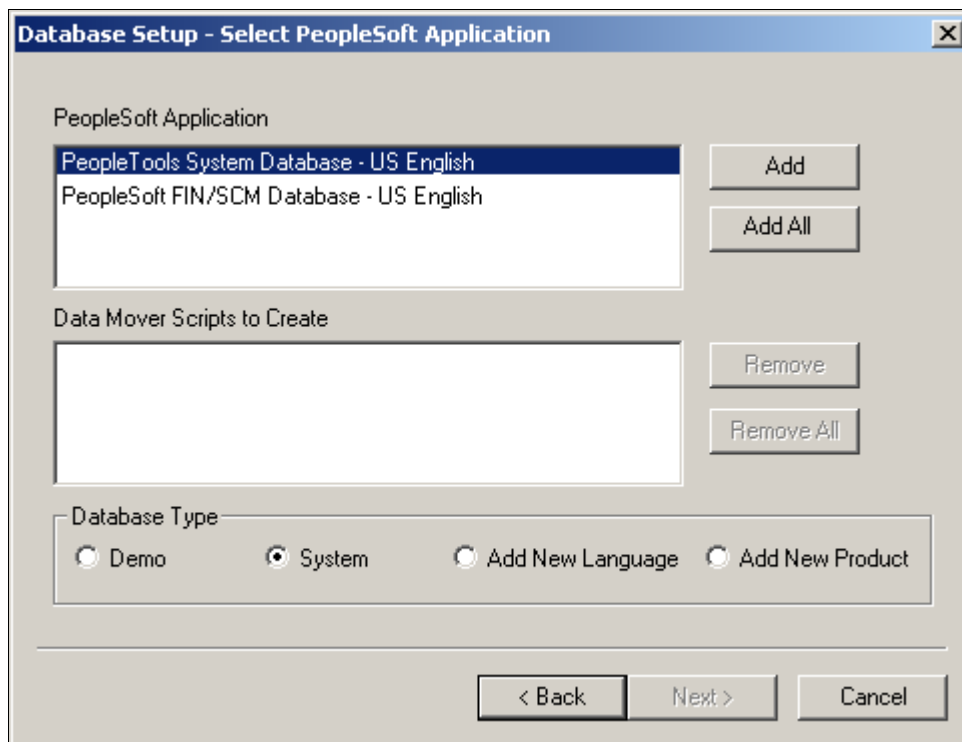 Database Setup - Select PeopleSoft Application
PeopleSoft Application
PeopleTools System Database - US English
PeopleSoft FIN/SCM Database - US English
Add
Add All
Data Mover Scripts to Create
Remove
Remove All
Database Type
Demo System Add New Language Add New Product
< Back Next > Cancel